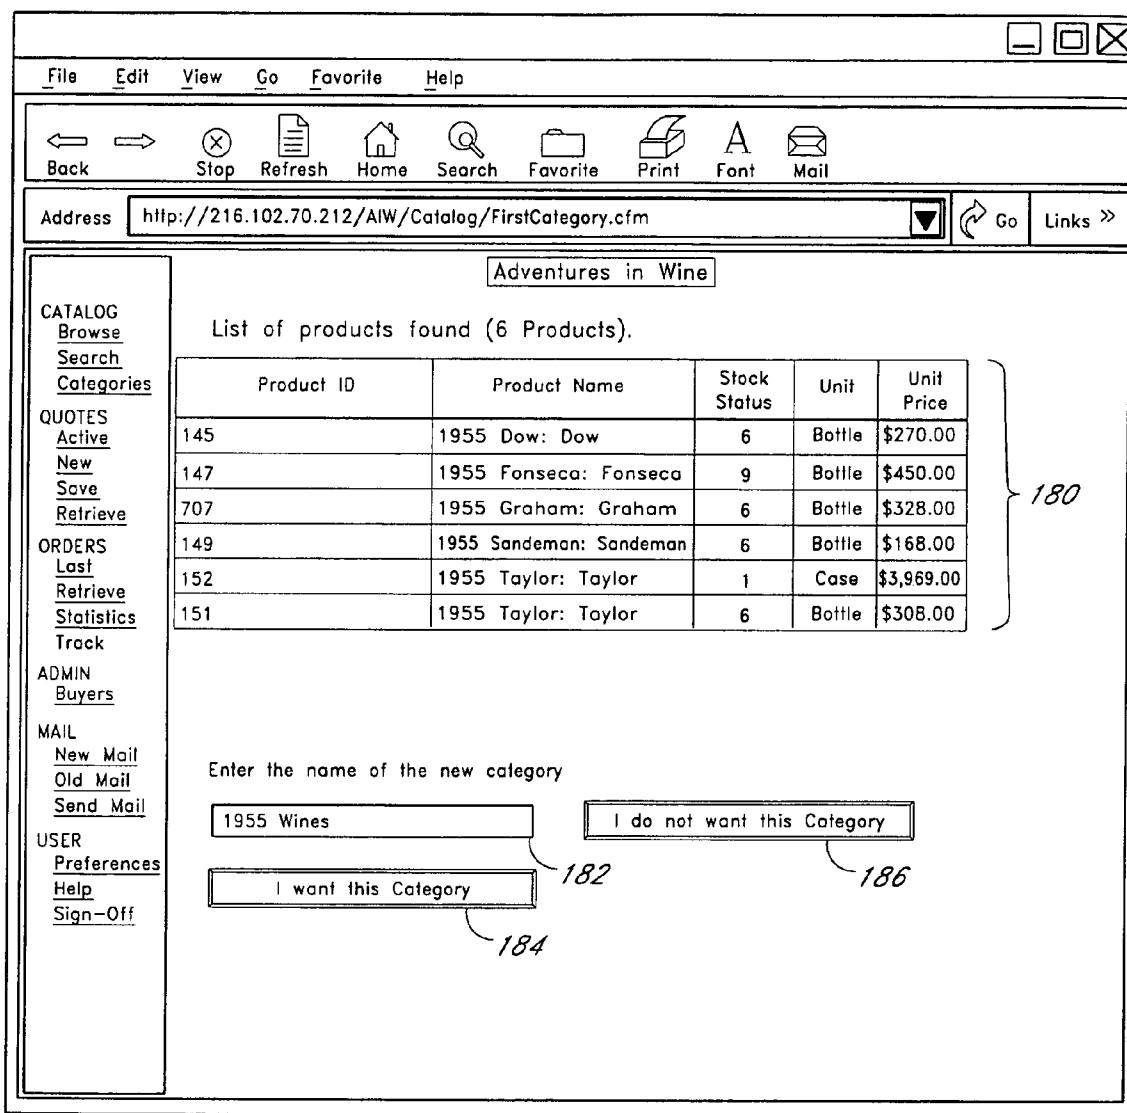 File Edit View Go Favorite Help
Back Stop Refresh Home Search Favorite Print A Font Mail
Address http://216.102.70.212/AIW/Catalog/FirstCategory.cfm Go Links »
Adventures in Wine
CATALOG
Browse
Search
Categories
QUOTES
Active
New
Save
Retrieve
ORDERS
Last
Retrieve
Statistics
Track
ADMIN
Buyers
MAIL
New Mail
Old Mail
Send Mail
USER
Preferences
Help
Sign-Off
List of products found (6 Products).
Product ID Product Name Stock Status Unit Unit Price
145 1955 Dow: Dow 6 Bottle $270.00
147 1955 Fonseca: Fonseca 9 Bottle $450.00
707 1955 Graham: Graham 6 Bottle $328.00
149 1955 Sandeman: Sandeman 6 Bottle $168.00
152 1955 Taylor: Taylor 1 Case $3,969.00
151 1955 Taylor: Taylor 6 Bottle $308.00
180
Enter the name of the new category
1955 Wines I do not want this Category
182 186
I want this Category
184